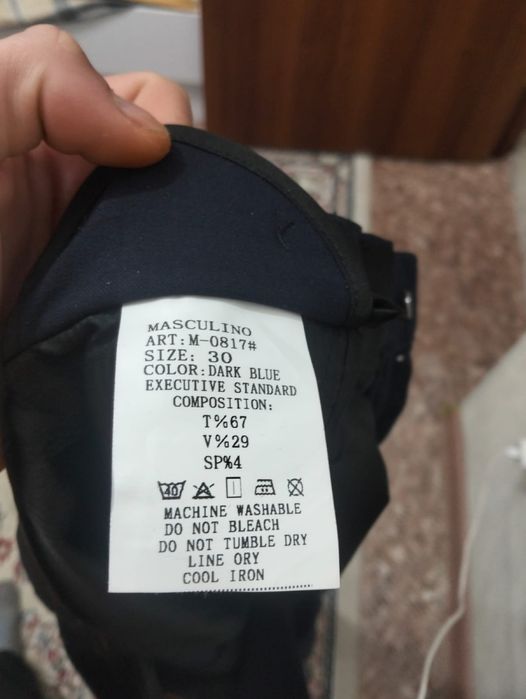 MASCULINO
ART: M-0817#
SIZE: 30
COLOR: DARK BLUE
EXECUTIVE STANDARD
COMPOSITION:
T%67
V%29
SP%4
40
MACHINE WASHABLE
DO NOT BLEACH
DO NOT TUMBLE DRY
LINE ORY
COOL IRON